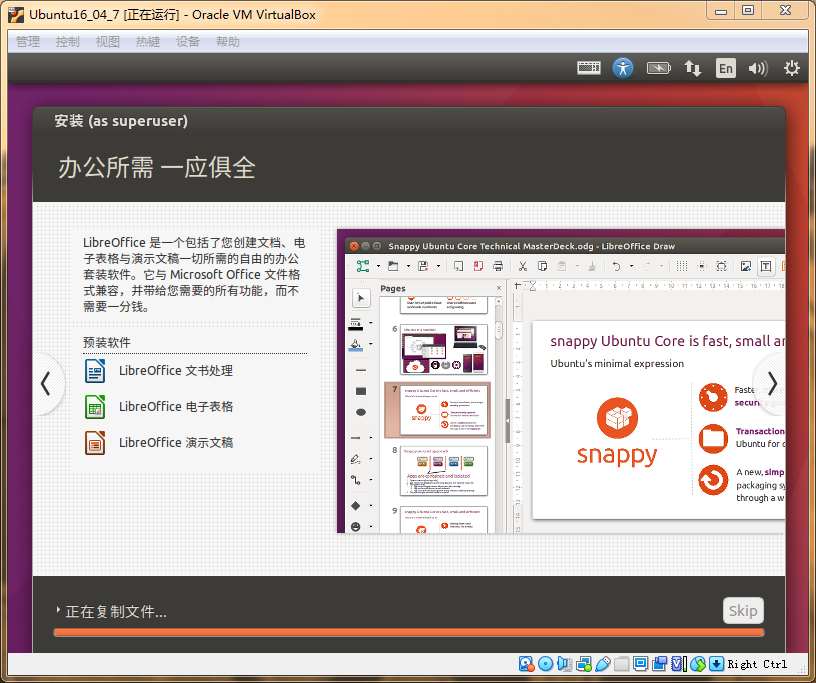 Ubuntu16_04_7 [正在运行] - Oracle VM VirtualBox
管理 控制 视图 热键 设备 帮助
En
安装 (as superuser)
办公所需 一应俱全
LibreOffice 是一个包括了您创建文档、电
子表格与演示文稿一切所需的自由的办公
套装软件。它与 Microsoft Office 文件格
式兼容，并带给您需要的所有功能，而不
需要一分钱。
预装软件
LibreOffice 文书处理
LibreOffice 电子表格
LibreOffice 演示文稿
Snappy Ubuntu Core Technical MasterDeck.odg - LibreOffice Draw
Pages
6
7
8
9
snappy Ubuntu Core is fast, small an
Ubuntu's minimal expression
snappy
Faste
secur
Transaction
Ubuntu for d
A new, simp
packaging sy
through a w
正在复制文件...
Skip
Right Ctrl